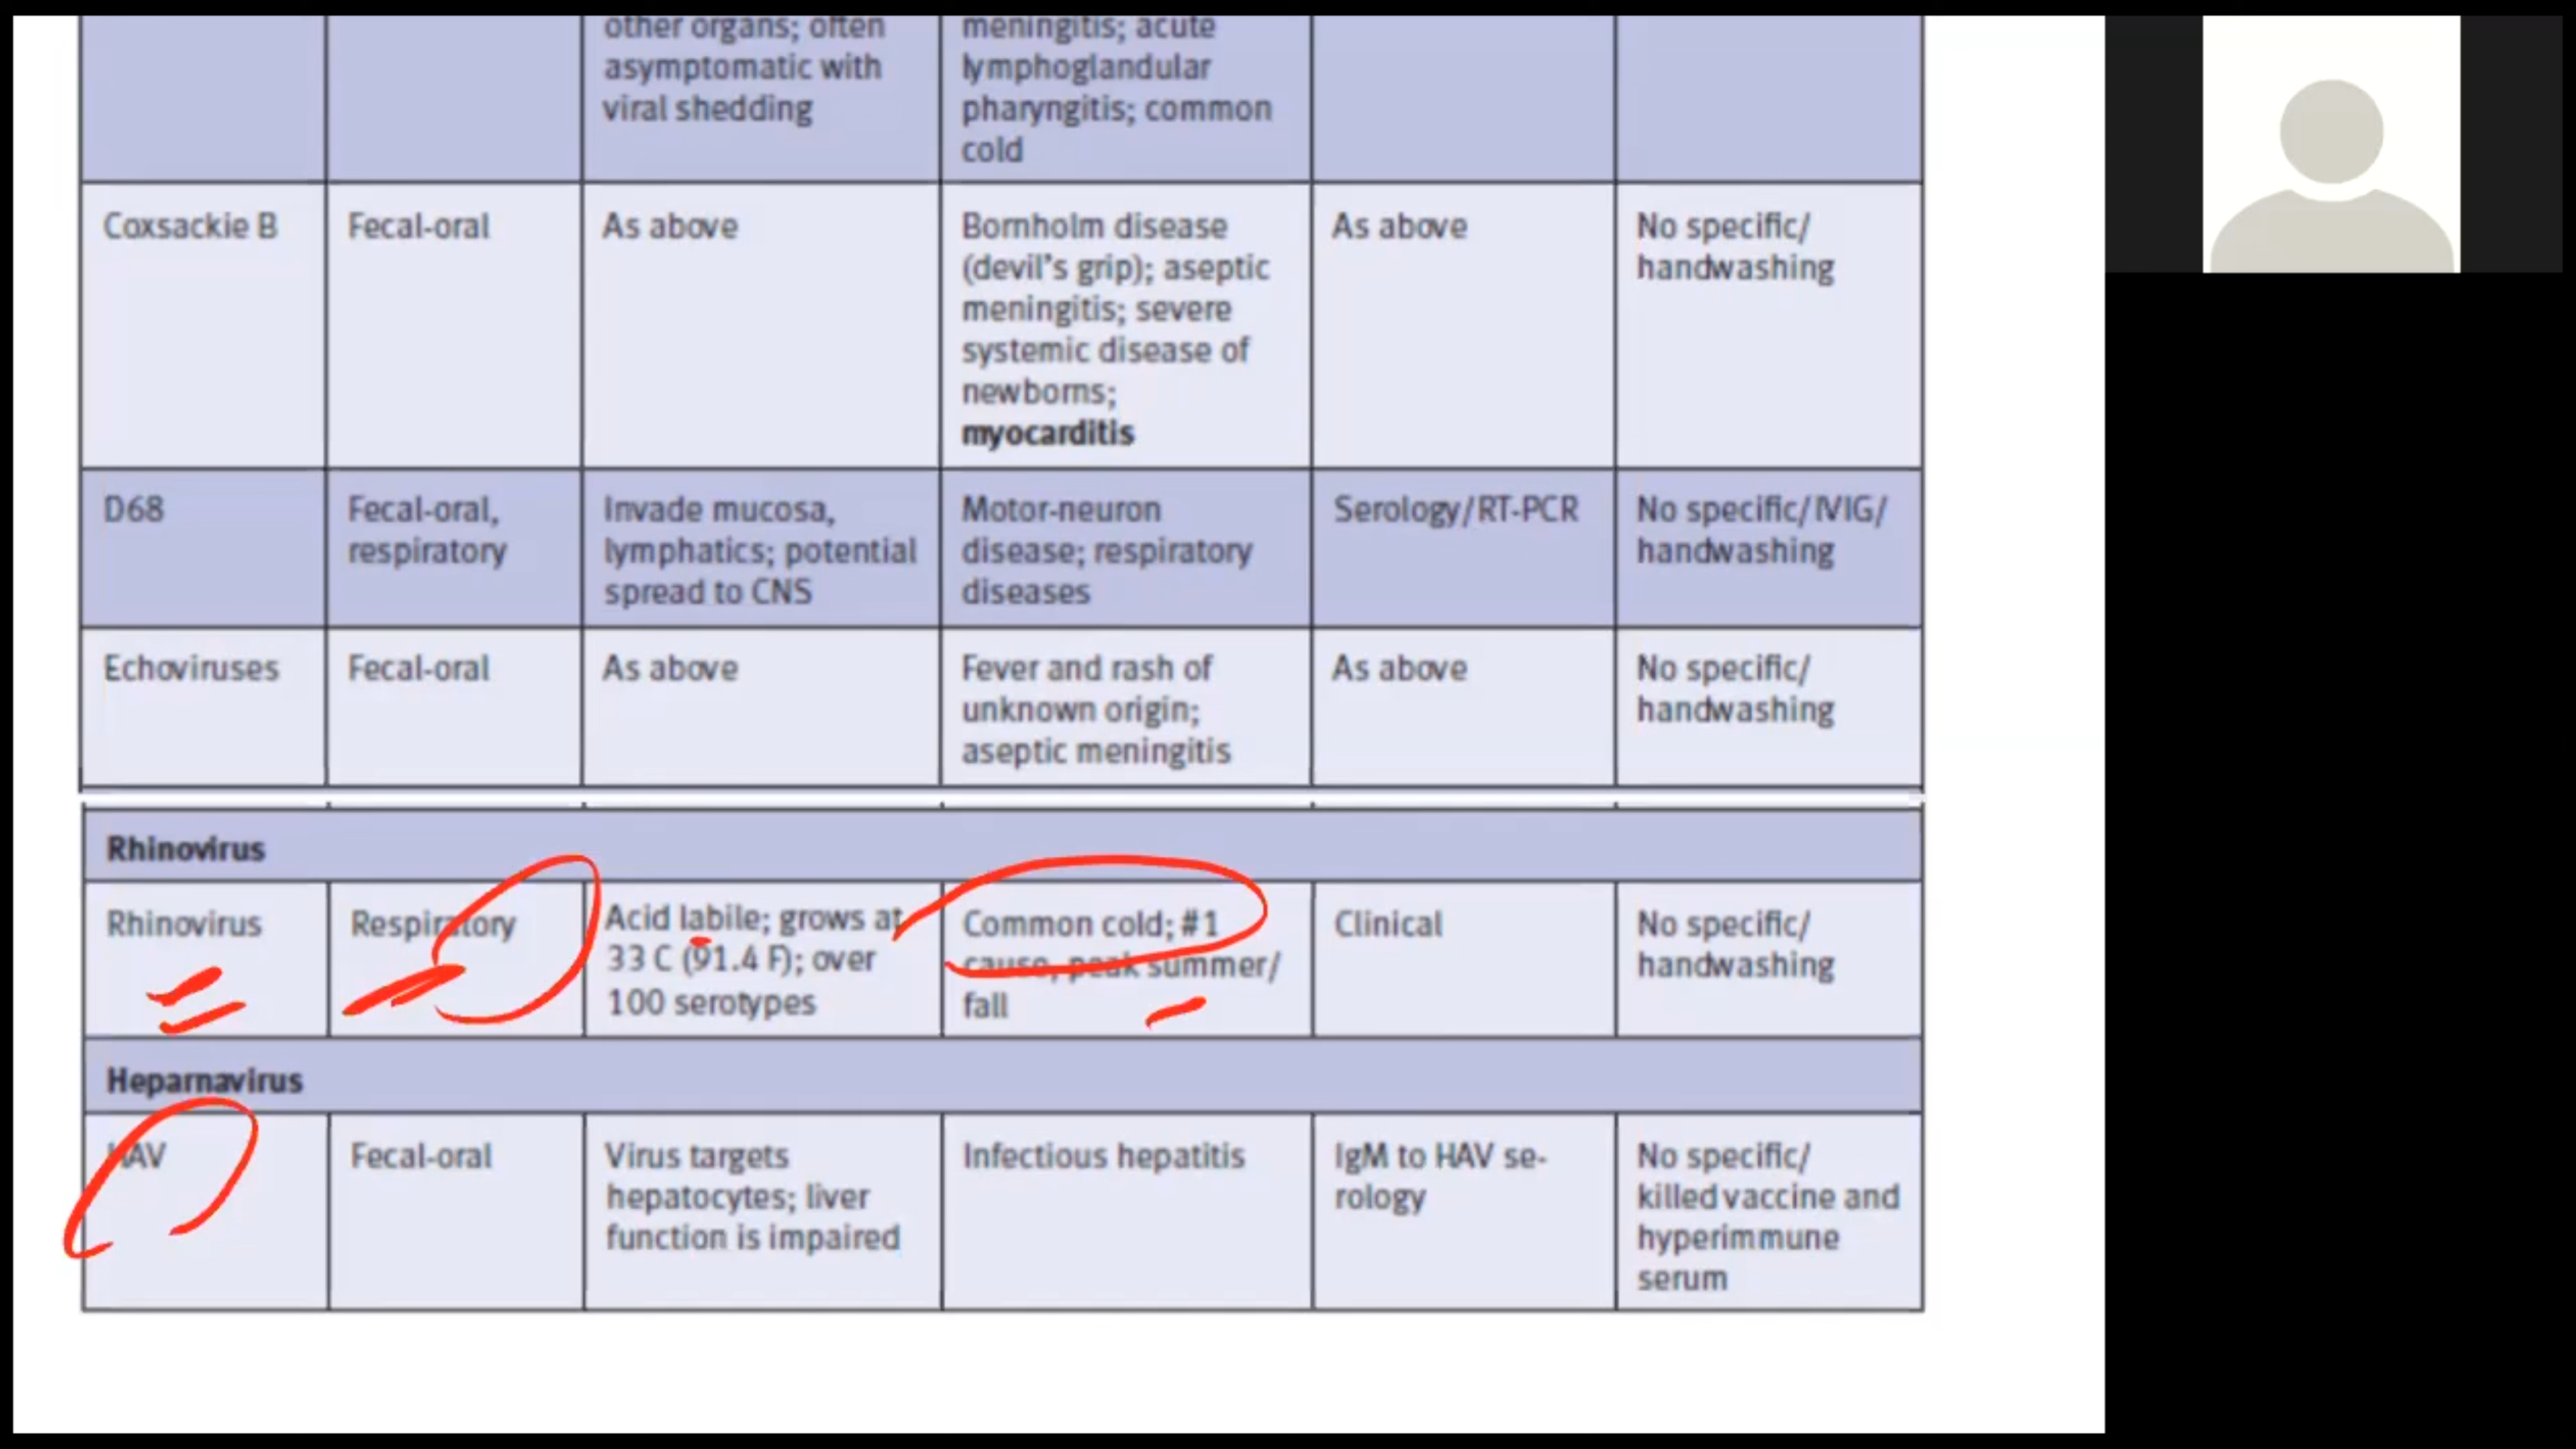 other organs; often
asymptomatic with
viral shedding
meningitis; acute
lymphoglandular
pharyngitis; common
cold
Coxsackie B
Fecal-oral
As above
Bornholm disease
(devil's grip); aseptic
meningitis; severe
systemic disease of
newborns;
myocarditis
As above
No specific/
handwashing
D68
Fecal-oral,
respiratory
Invade mucosa,
lymphatics; potential
spread to CNS
Motor-neuron
disease; respiratory
diseases
Serology/RT-PCR
No specific/IVIG/
handwashing
Echoviruses
Fecal-oral
As above
Fever and rash of
unknown origin;
aseptic meningitis
As above
No specific/
handwashing
Rhinovirus
Rhinovirus
Respiratory
Acid labile; grows at
33 C (91.4 F); over
100 serotypes
Common cold; #1
cause, peak summer/
fall
Clinical
No specific/
handwashing
Heparnavirus
HAV
Fecal-oral
Virus targets
hepatocytes; liver
function is impaired
Infectious hepatitis
IgM to HAV se-
rology
No specific/
killed vaccine and
hyperimmune
serum